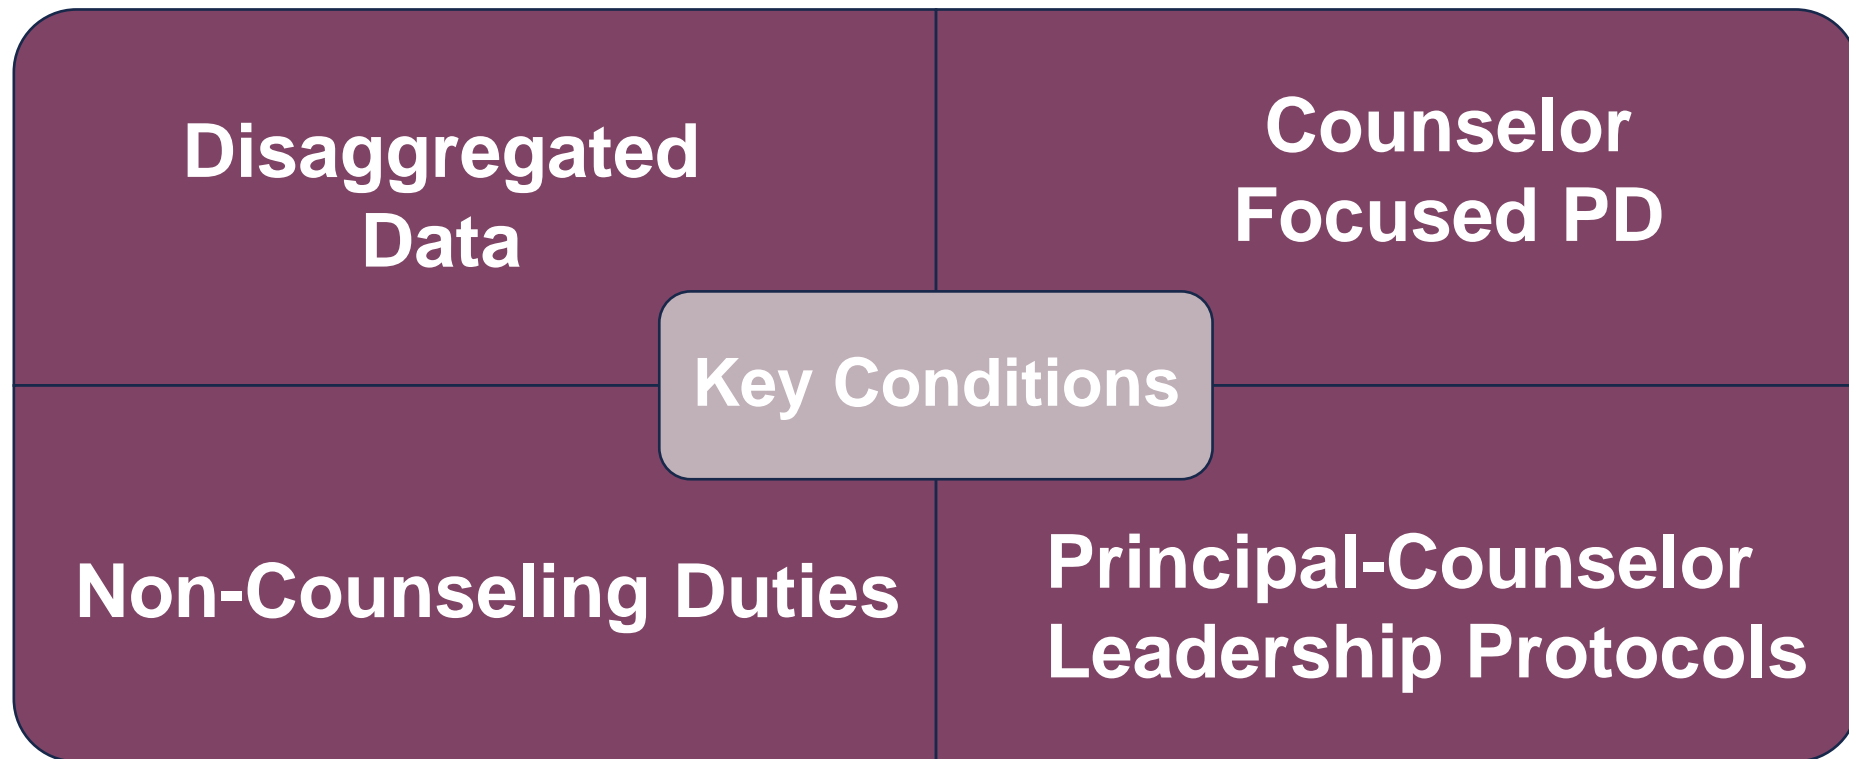 Disaggregated
Data
Counselor
Focused PD
Key Conditions
Non-Counseling Duties
Principal-Counselor
Leadership Protocols